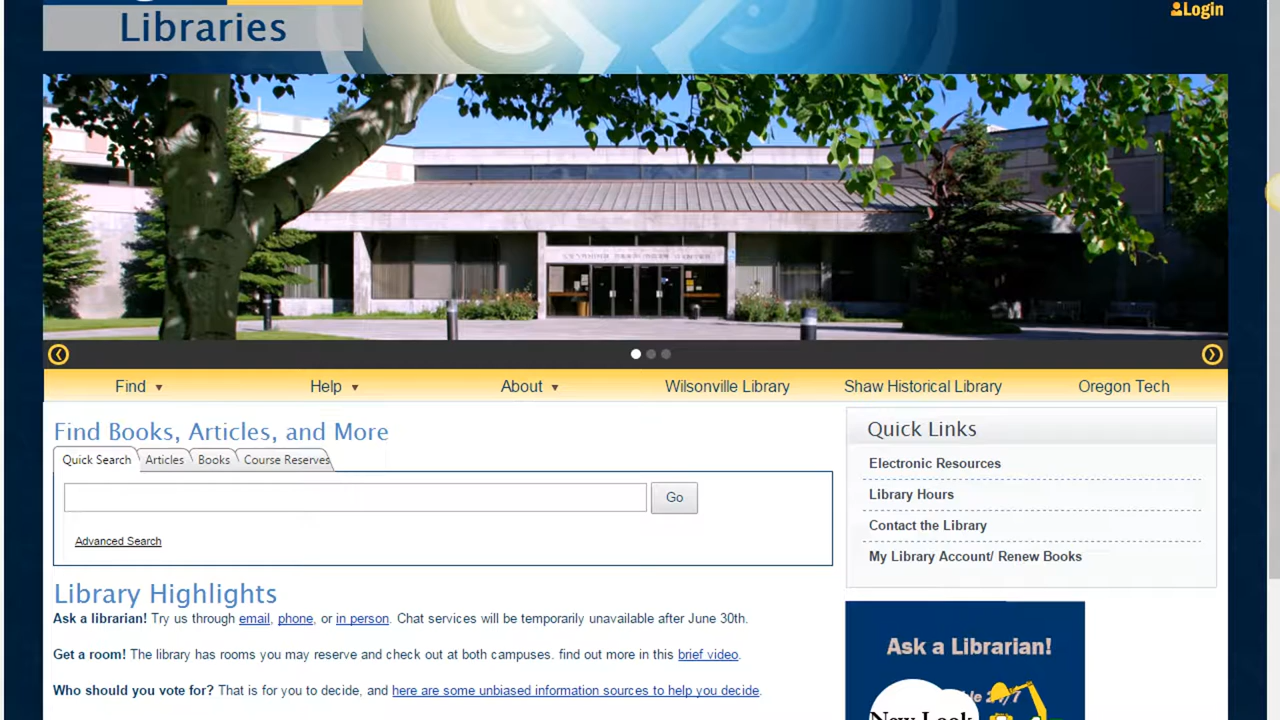 Libraries
Login
Find Help About Wilsonville Library Shaw Historical Library Oregon Tech
Find Books, Articles, and More
Quick Search Articles Books Course Reserves
Go
Advanced Search
Library Highlights
Ask a librarian! Try us through email, phone, or in person. Chat services will be temporarily unavailable after June 30th.
Get a room! The library has rooms you may reserve and check out at both campuses. find out more in this brief video.
Who should you vote for? That is for you to decide, and here are some unbiased information sources to help you decide.
Quick Links
Electronic Resources
Library Hours
Contact the Library
My Library Account/ Renew Books
Ask a Librarian!
24/7
New Look